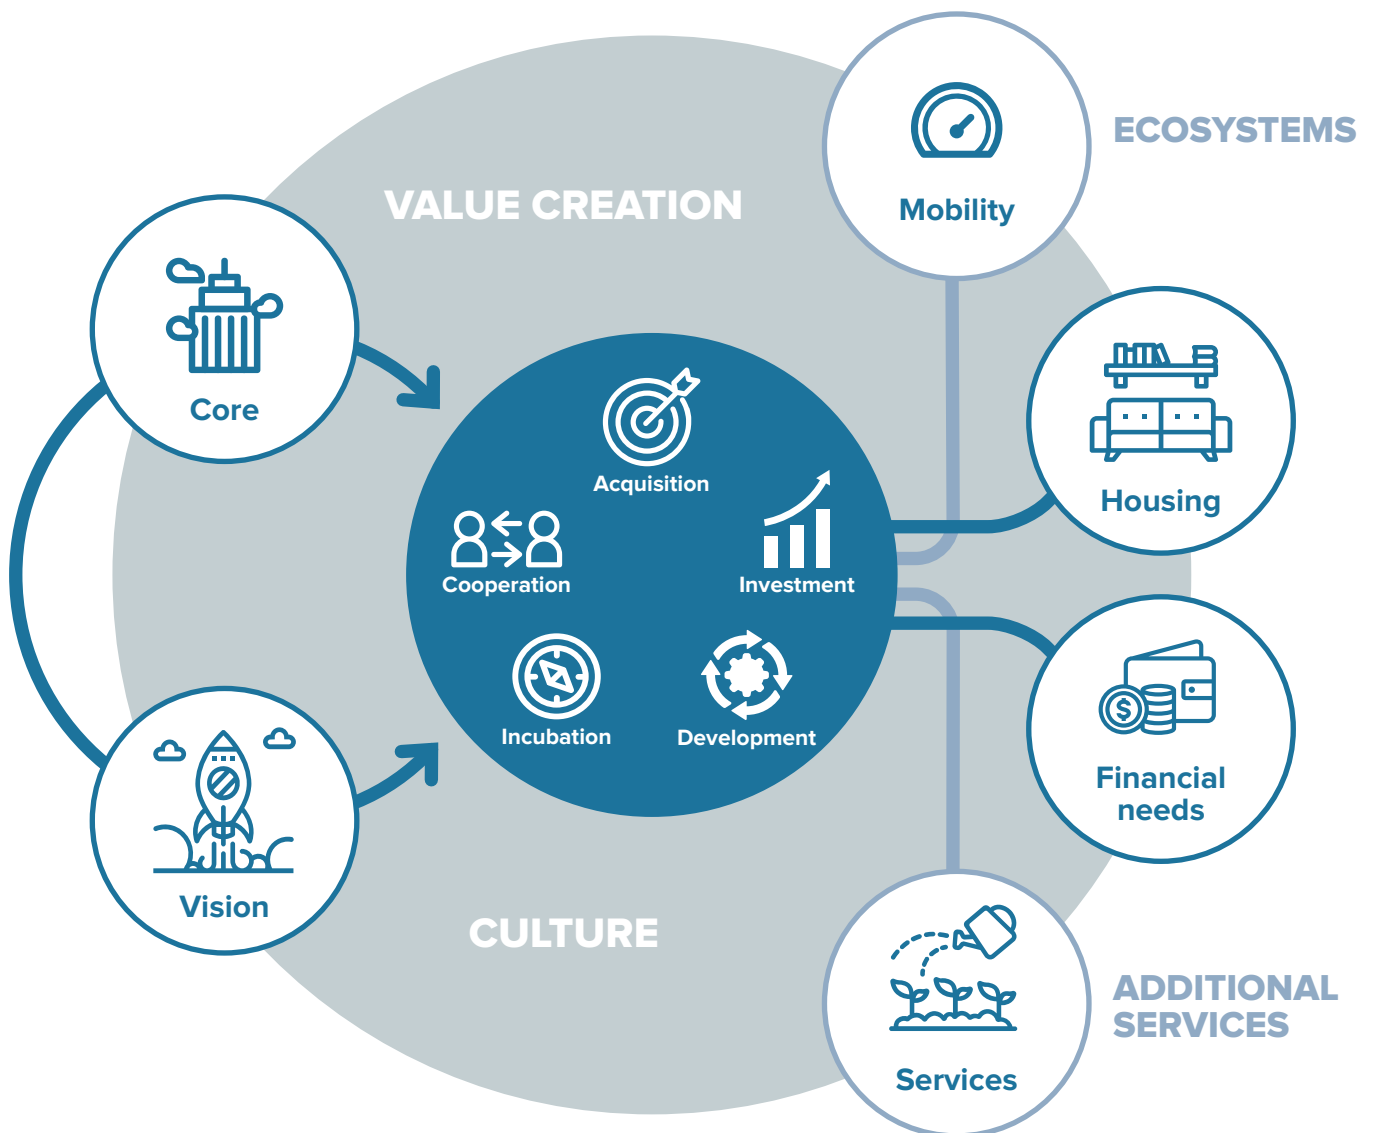 ECOSYSTEMS
Mobility
VALUE CREATION
Core
Housing
Acquisition
Cooperation
Investment
Incubation
Development
Financial
needs
Vision
CULTURE
ADDITIONAL
SERVICES
Services
$